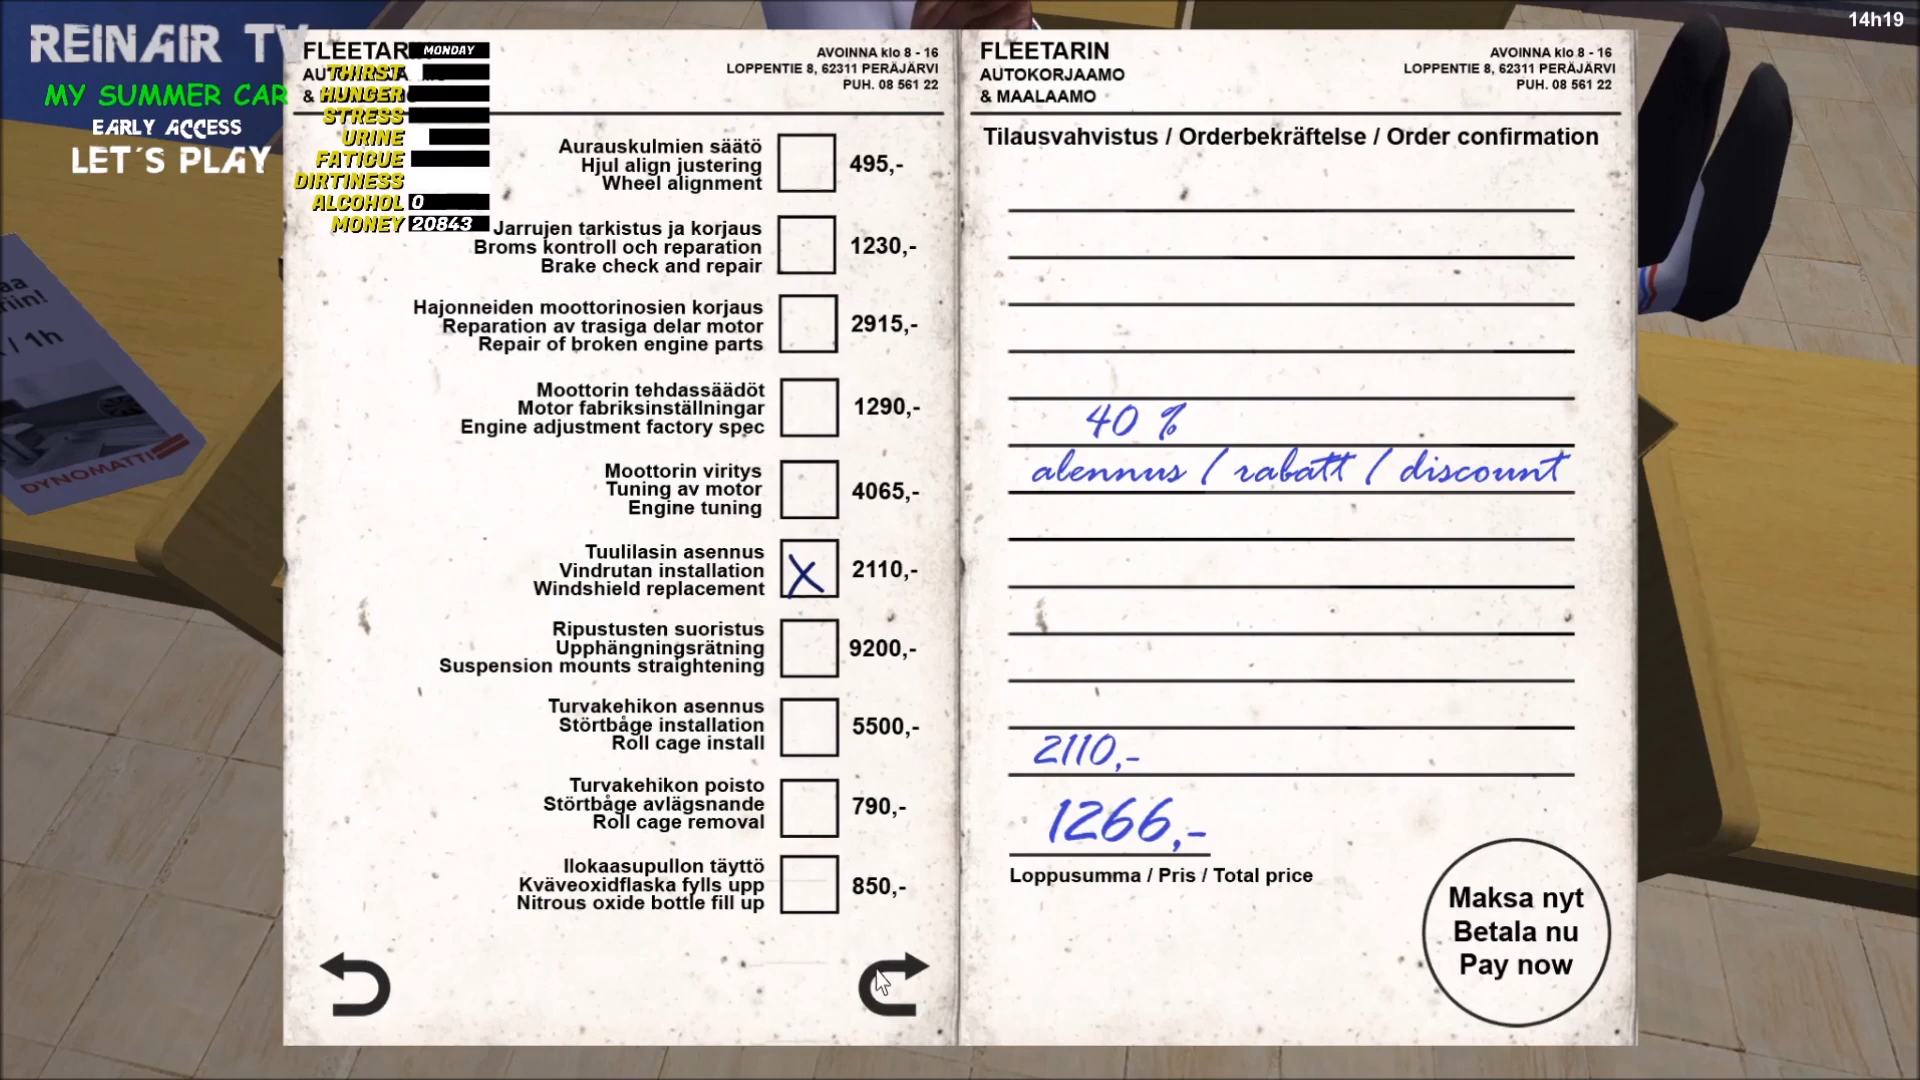 REINAIR TV
MY SUMMER CAR
EARLY ACCESS
LET´S PLAY
14h19
MONDAY
THIRST
HUNGER
STRESS
URINE
FATIGUE
DIRTINESS
ALCOHOL 0
MONEY 20843
AVOINNA klo 8 - 16
LOPPENTIE 8, 62311 PERÄJÄRVI
PUH. 08 561 22
Aurauskulmien säätö
Hjul align justering
Wheel alignment
495,-
Jarrujen tarkistus ja korjaus
Broms kontroll och reparation
Brake check and repair
1230,-
Hajonneiden moottorinosien korjaus
Reparation av trasiga delar motor
Repair of broken engine parts
2915,-
Moottorin tehdassäädöt
Motor fabriksinställningar
Engine adjustment factory spec
1290,-
Moottorin viritys
Tuning av motor
Engine tuning
4065,-
Tuulilasin asennus
Vindrutan installation
Windshield replacement
X
2110,-
Ripustusten suoristus
Upphängningsrätning
Suspension mounts straightening
9200,-
Turvakehikon asennus
Störtbåge installation
Roll cage install
5500,-
Turvakehikon poisto
Störtbåge avlägsnande
Roll cage removal
790,-
Ilokaasupullon täyttö
Kväveoxidflaska fylls upp
Nitrous oxide bottle fill up
850,-
FLEETARIN
AUTOKORJAAMO
& MAALAAMO
AVOINNA klo 8 - 16
LOPPENTIE 8, 62311 PERÄJÄRVI
PUH. 08 561 22
Tilausvahvistus / Orderbekräftelse / Order confirmation
40 %
alennus / rabatt / discount
2110,-
1266,-
Loppusumma / Pris / Total price
Maksa nyt
Betala nu
Pay now
/ 1h
DYNOMATTI